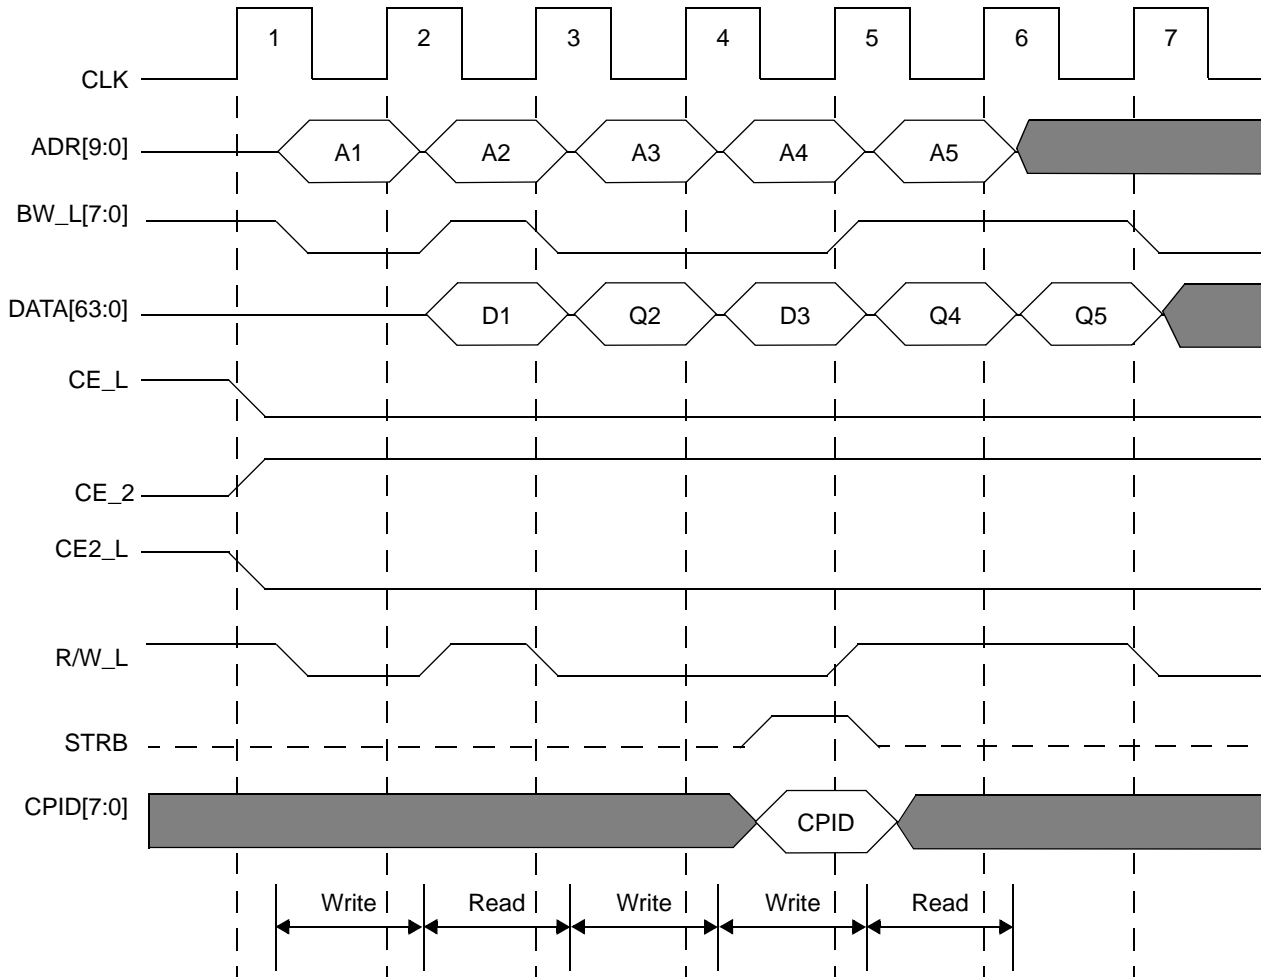 1 2 3 4 5 6 7
CLK
ADR[9:0] A1 A2 A3 A4 A5
BW_L[7:0]
DATA[63:0] D1 Q2 D3 Q4 Q5
CE_L
CE_2
CE2_L
R/W_L
STRB
CPID[7:0] CPID
Write Read Write Write Read